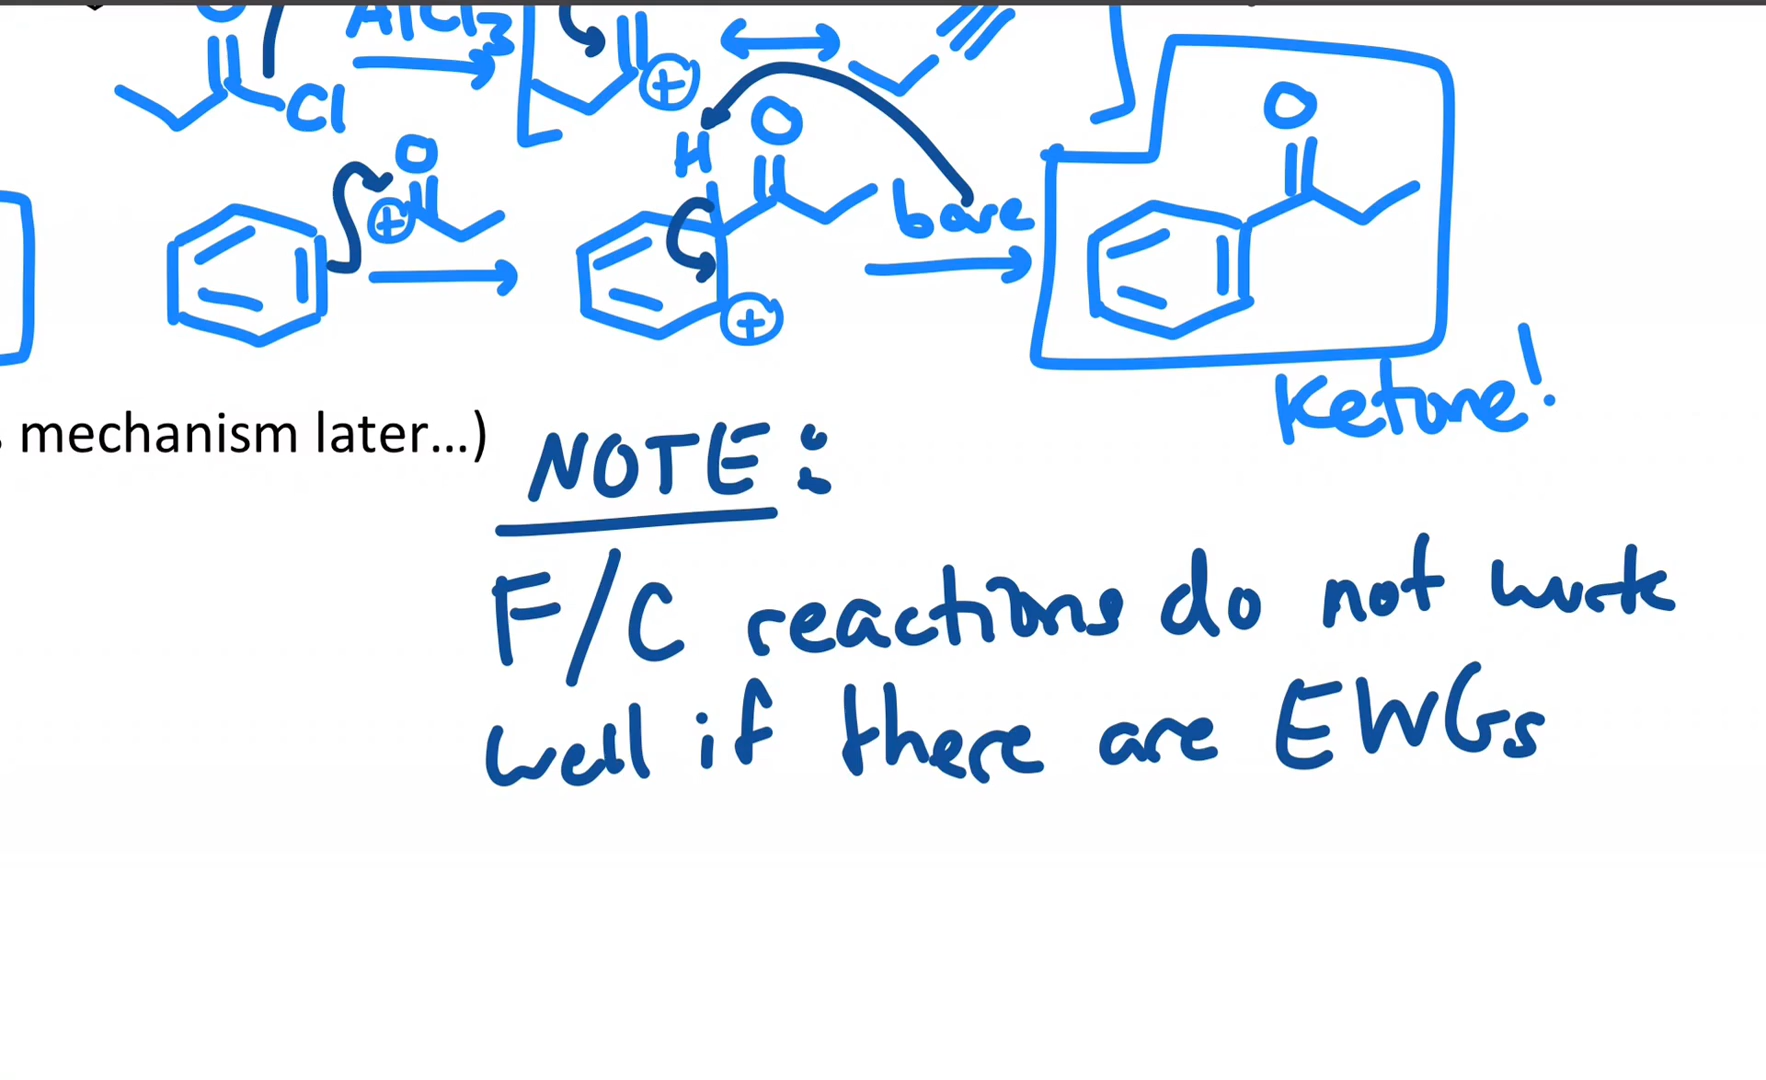 AlCl3
Cl
O
H
O
base
O
Ketone!
mechanism later...)
NOTE:
F/C reactions do not work
well if there are EWGs